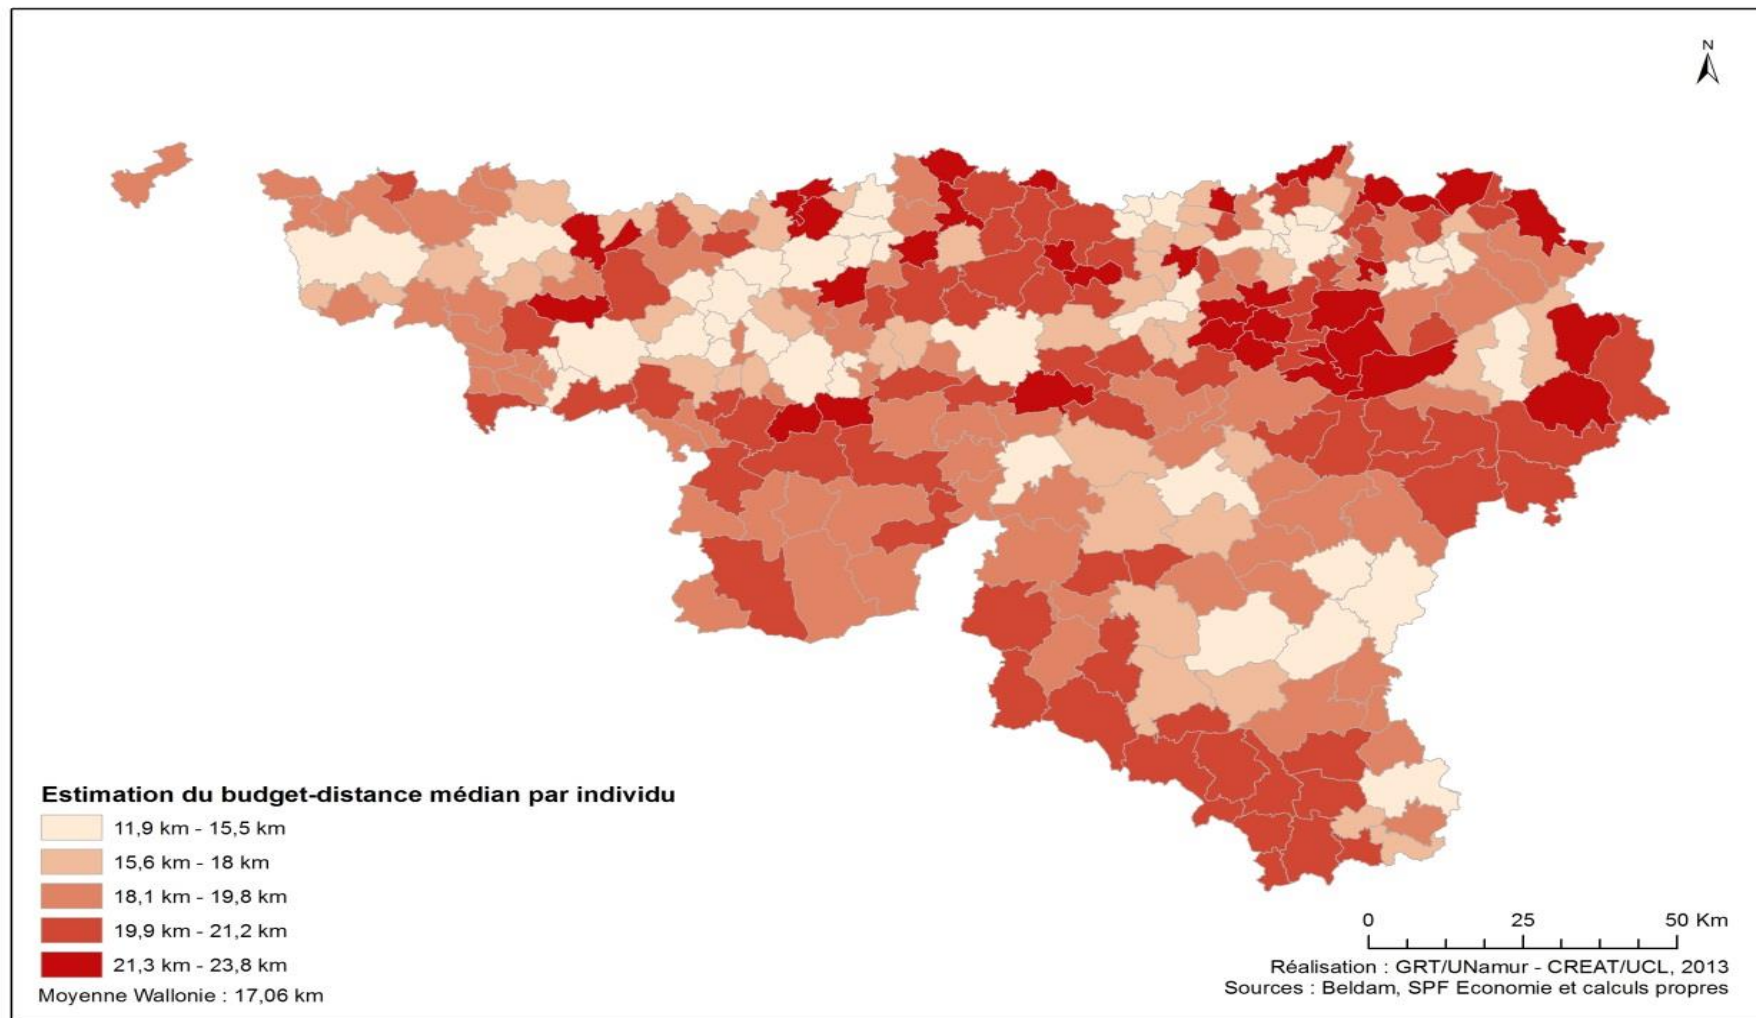 N
Estimation du budget-distance médian par individu
11,9 km - 15,5 km
15,6 km - 18 km
18,1 km - 19,8 km
19,9 km - 21,2 km
21,3 km - 23,8 km
Moyenne Wallonie : 17,06 km
0 25 50 Km
Réalisation : GRT/UNamur - CREAT/UCL, 2013
Sources : Beldam, SPF Economie et calculs propres